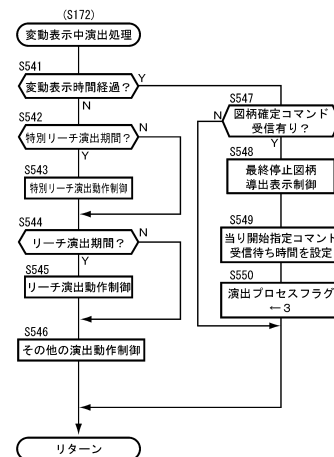 (S172)
変動表示中演出処理
S541
変動表示時間経過？
Y
N
S542
特別リーチ演出期間？
N
Y
S543
特別リーチ演出動作制御
S544
リーチ演出期間？
N
Y
S545
リーチ演出動作制御
S546
その他の演出動作制御
S547
図柄確定コマンド
受信有り？
N
Y
S548
最終停止図柄
導出表示制御
S549
当り開始指定コマンド
受信待ち時間を設定
S550
演出プロセスフラグ
←3
リターン